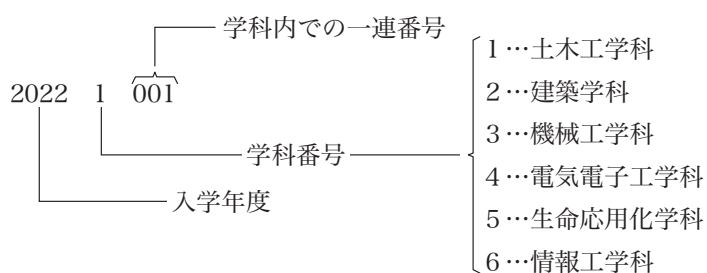 学科内での一連番号
2022 1 001
学科番号
入学年度
1…土木工学科
2…建築学科
3…機械工学科
4…電気電子工学科
5…生命応用化学科
6…情報工学科